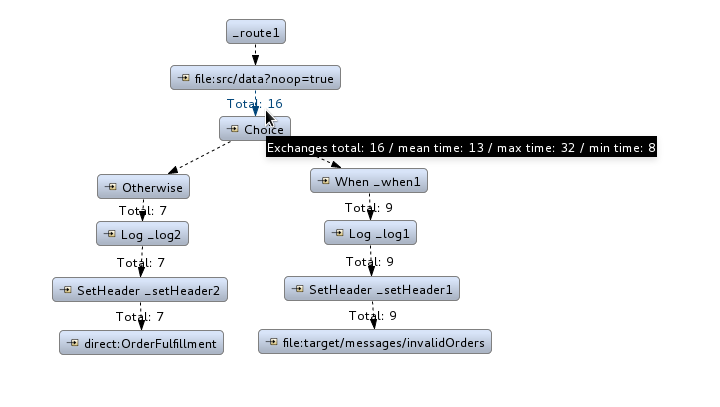 _route1
file:src/data?noop=true
Total: 16
Choice
Exchanges total: 16 / mean time: 13 / max time: 32 / min time: 8
Otherwise
When _when1
Total: 7
Total: 9
Log _log2
Log _log1
Total: 7
Total: 9
SetHeader _setHeader2
SetHeader _setHeader1
Total: 7
Total: 9
direct:OrderFulfillment
file:target/messages/invalidOrders